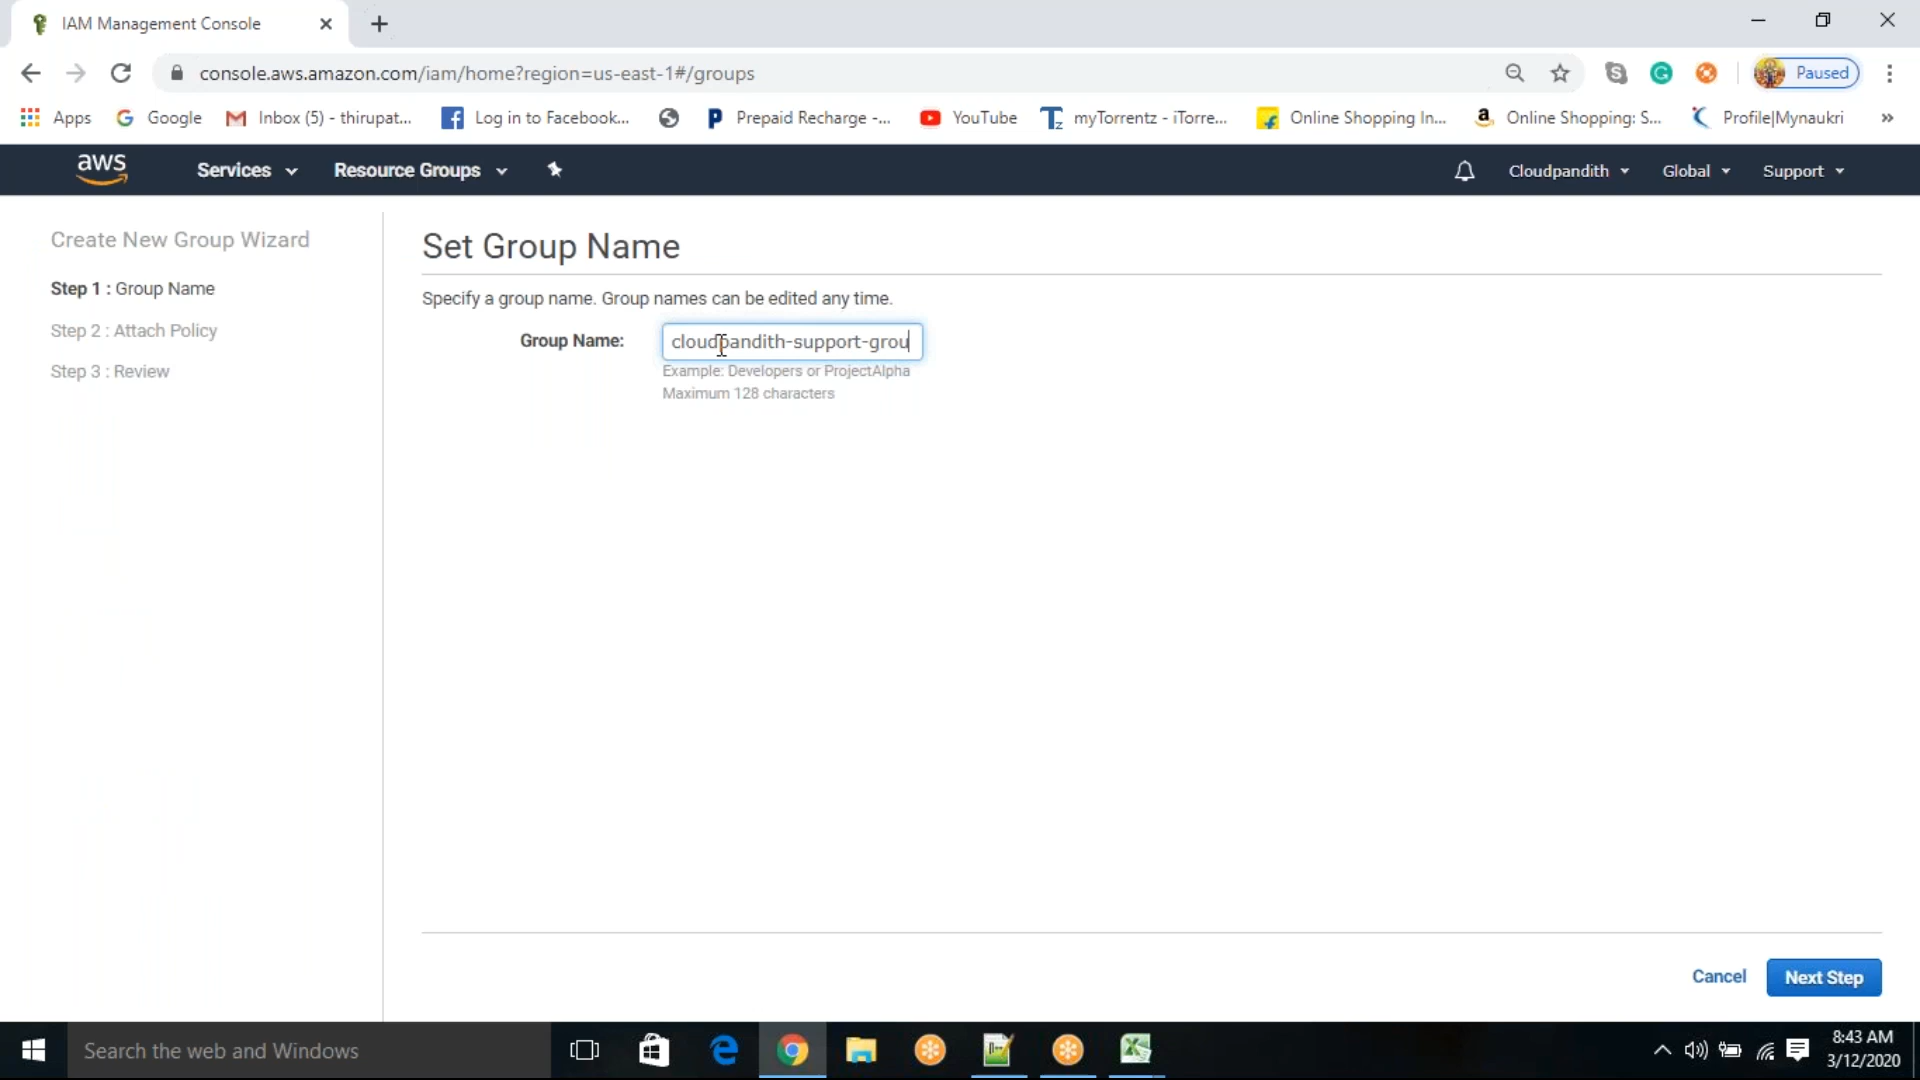 IAM Management Console
console.aws.amazon.com/iam/home?region=us-east-1#/groups
Paused
Apps
Google
Inbox (5) - thirupat...
Log in to Facebook...
Prepaid Recharge -...
YouTube
myTorrentz - iTorre...
Online Shopping In...
Online Shopping: S...
Profile|Mynaukri
»
aws
Services
Resource Groups
Cloudpandith
Global
Support
Create New Group Wizard
Step 1 : Group Name
Step 2 : Attach Policy
Step 3 : Review
Set Group Name
Specify a group name. Group names can be edited any time.
Group Name:
cloudpandith-support-grou
Example: Developers or ProjectAlpha
Maximum 128 characters
Cancel
Next Step
Search the web and Windows
8:43 AM
3/12/2020